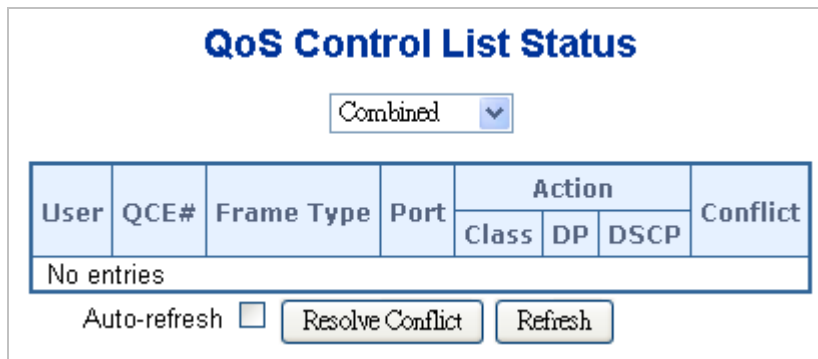 QoS Control List Status
Combined
User QCE# Frame Type Port Action Conflict
Class DP DSCP
No entries
Auto-refresh Resolve Conflict Refresh